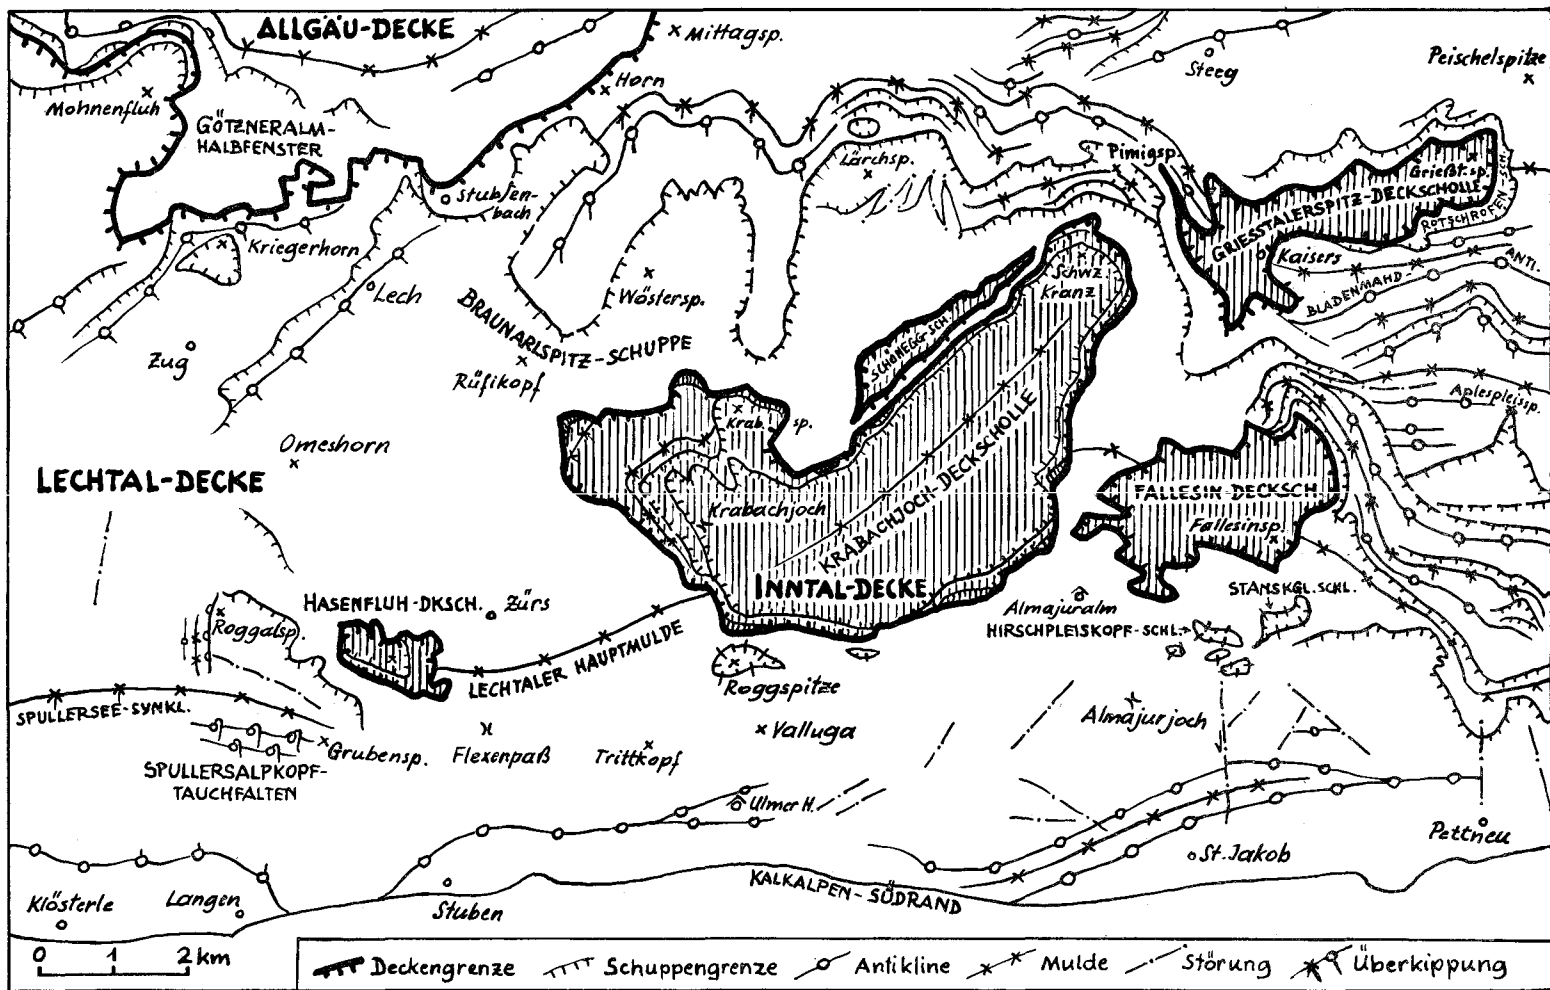 ALLGÄU-DECKE
Mittagsp.
Steeg
Peischelspitze
Mohnenfluh
Horn
GÖTZNERALM-
HALBFENSTER
Lärchsp.
Pimigsp.
Grießt.sp.
Stubfen-
bach
GRIESSTALERSPITZ-DECKSCHOLLE
ROTSCHROFEN-SCH.
Kriegerhorn
Kaisers
ANTI.
BLADENMAHD-
Lech
Wöstersp.
Schwz.
Kranz
BRAUNARLSPITZ-SCHUPPE
SCHÖNEGG-SCH.
Zug
Rüfikopf
Aplespleissp.
Krab. sp.
Omeshorn
LECHTAL-DECKE
Krabachjoch
KRABACHJOCH-DECKSCHOLLE
FALLESIN-DECKSCH.
Fallesinsp.
INNTAL-DECKE
HASENFLUH-DKSCH.
Zürs
STANSKGL.SCHL.
Almajuralm
HIRSCHPLEISKOPF-SCHL.
Roggalsp.
LECHTALER HAUPTMULDE
Roggspitze
SPULLERSEE-SYNKL.
Almajurjoch
Grubensp.
Flexenpaß
Trittkopf
Valluga
SPULLERSALPKOPF-
TAUCHFALTEN
Ulmer H.
Pettneu
St.Jakob
KALKALPEN-SÜDRAND
Klösterle
Langen
Stuben
0 1 2 km
Deckengrenze Schuppengrenze Antikline Mulde Störung Überkippung